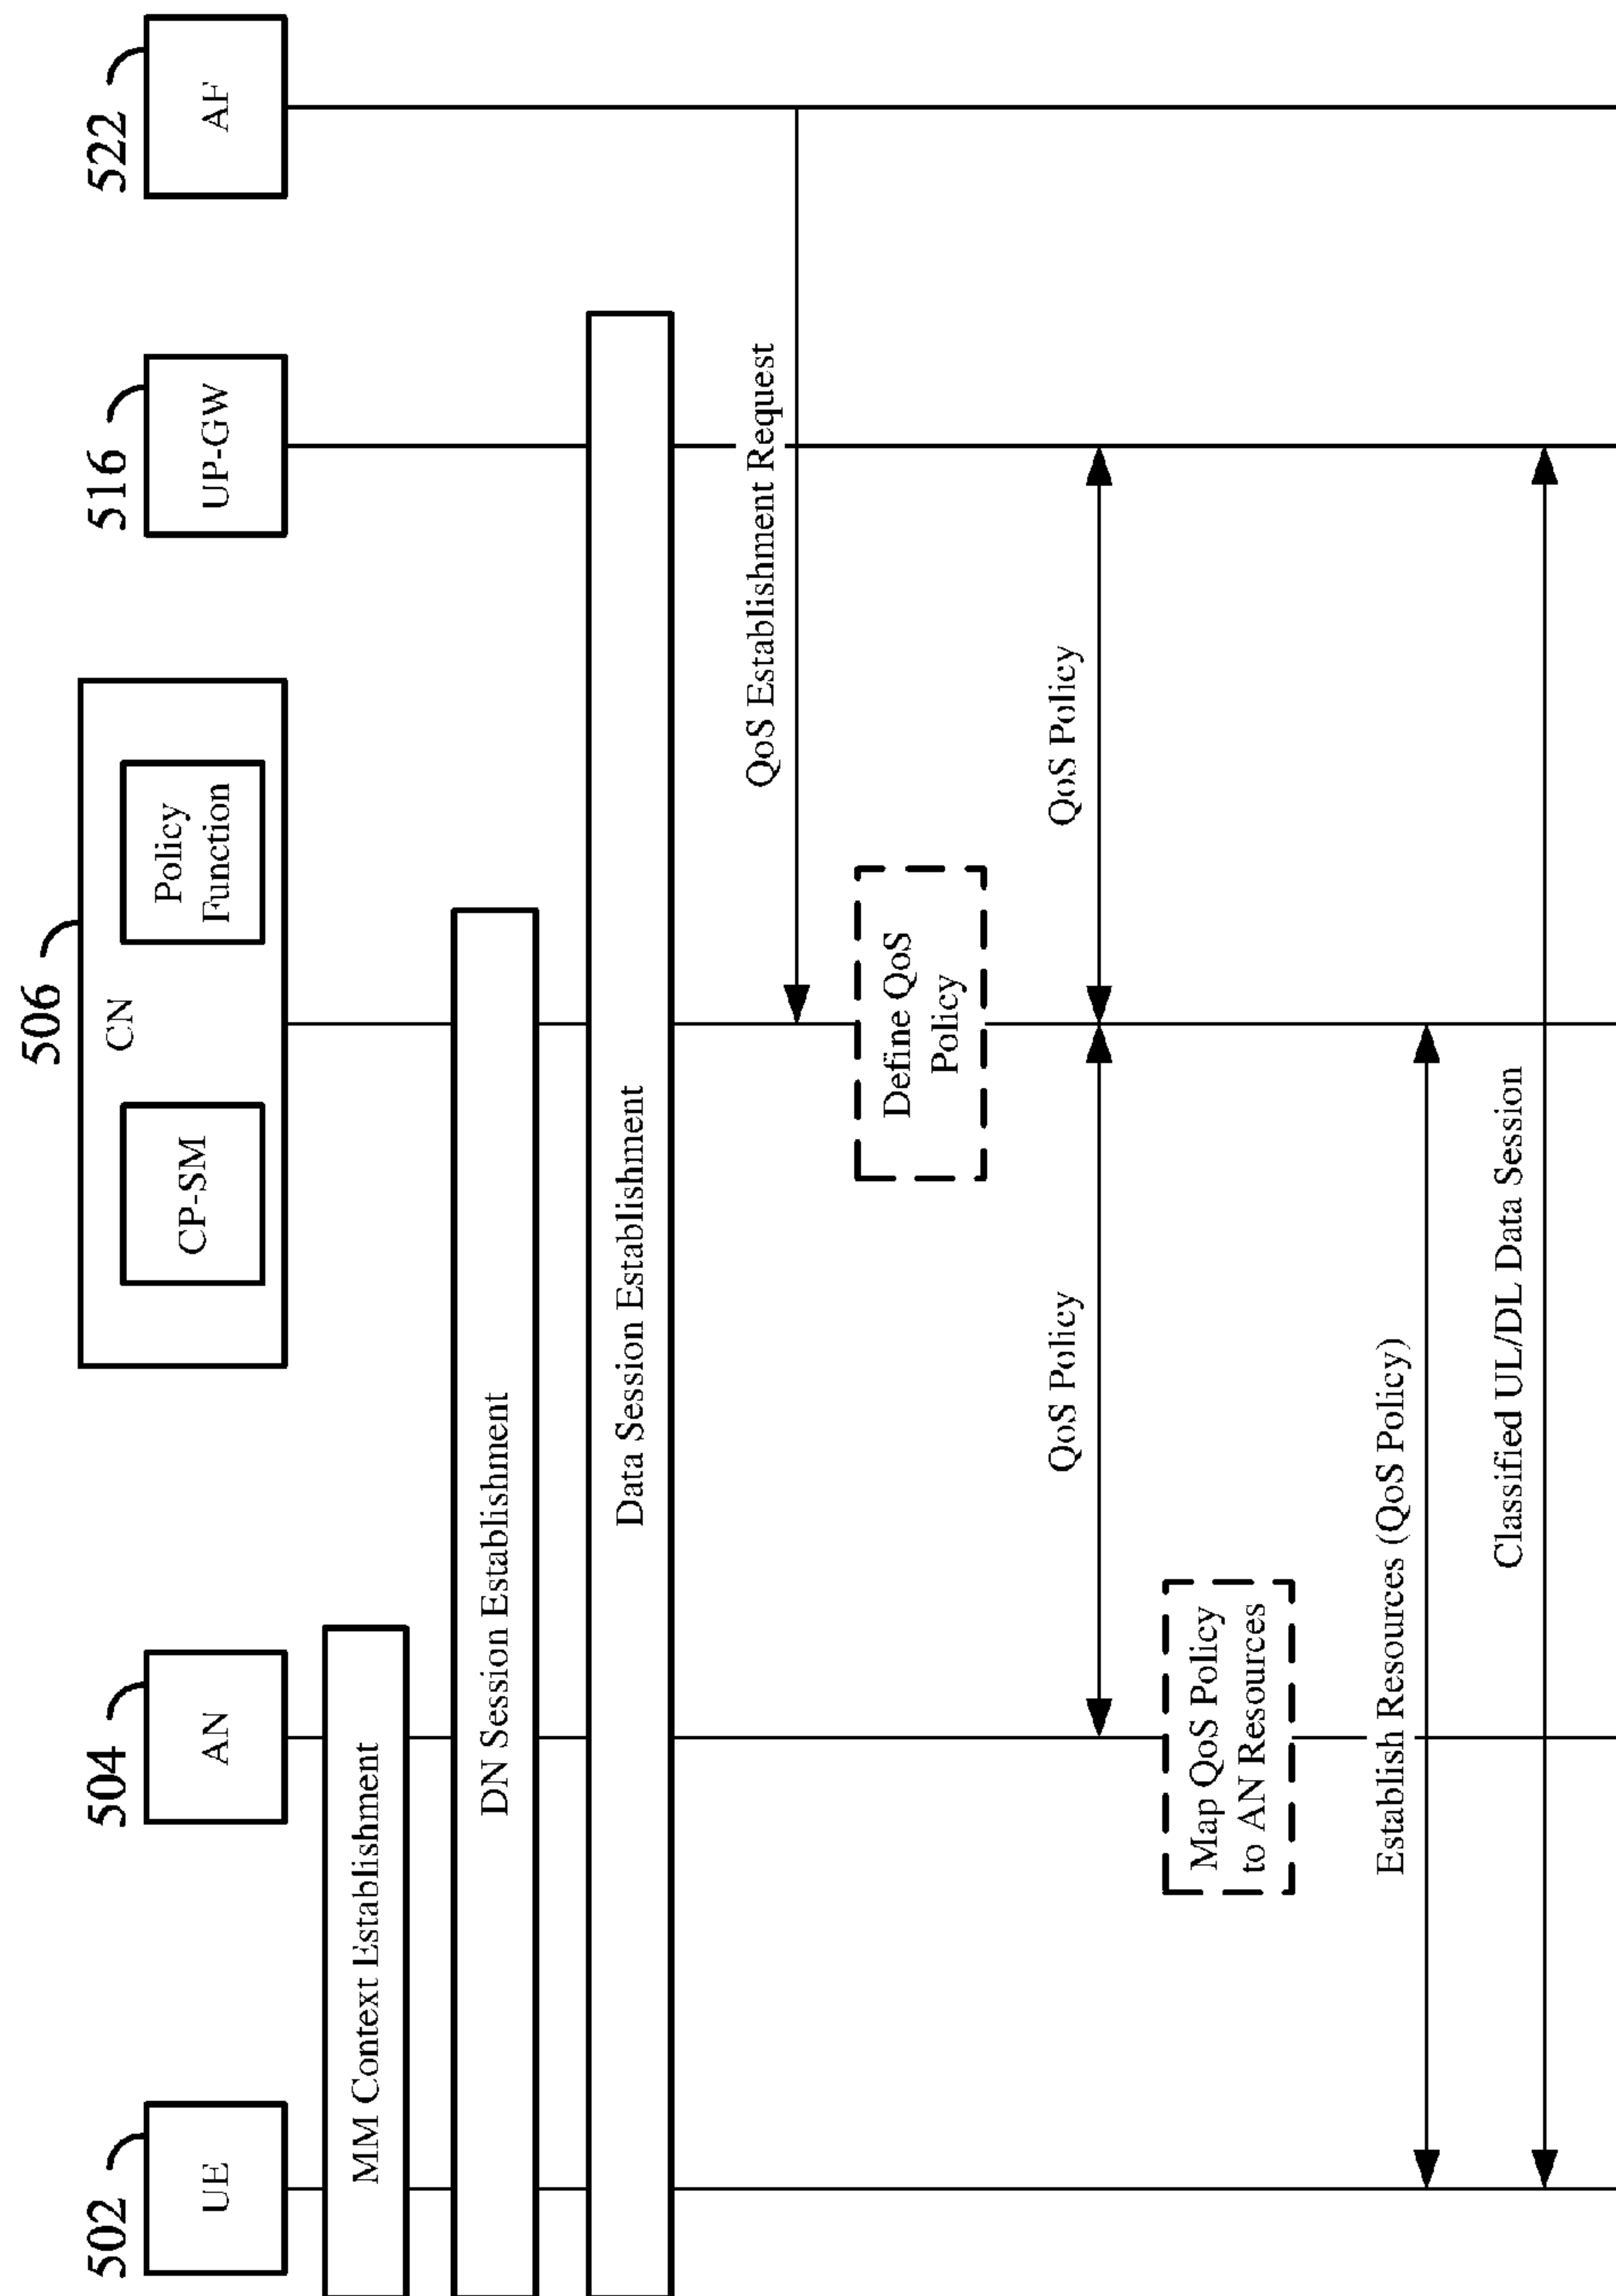 502
504
506
516
522
UE
AN
CN
CP-SM
Policy
Function
UP-GW
AF
MM Context Establishment
DN Session Establishment
Data Session Establishment
QoS Establishment Request
Define QoS
Policy
QoS Policy
QoS Policy
Map QoS Policy
to AN Resources
Establish Resources (QoS Policy)
Classified UL/DL Data Session